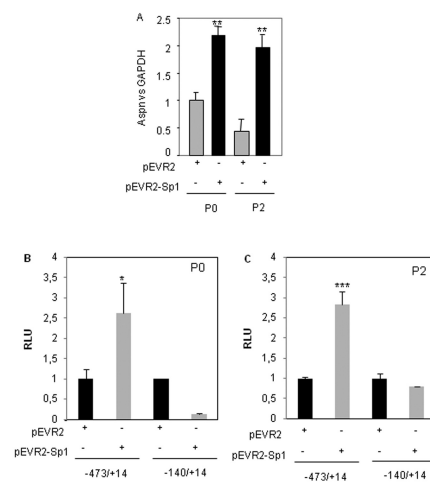 A
Aspn vs GAPDH
2.5
2
1.5
1
0.5
0
** **
pEVR2 + - + -
pEVR2-Sp1 - + - +
P0 P2
B
P0
RLU
4
3,5
3
2,5
2
1,5
1
0,5
0
*
pEVR2 + - + -
pEVR2-Sp1 - + - +
-473/+14 -140/+14
C
P2
RLU
4
3,5
3
2,5
2
1,5
1
0,5
0
***
pEVR2 + - + -
pEVR2-Sp1 - + - +
-473/+14 -140/+14